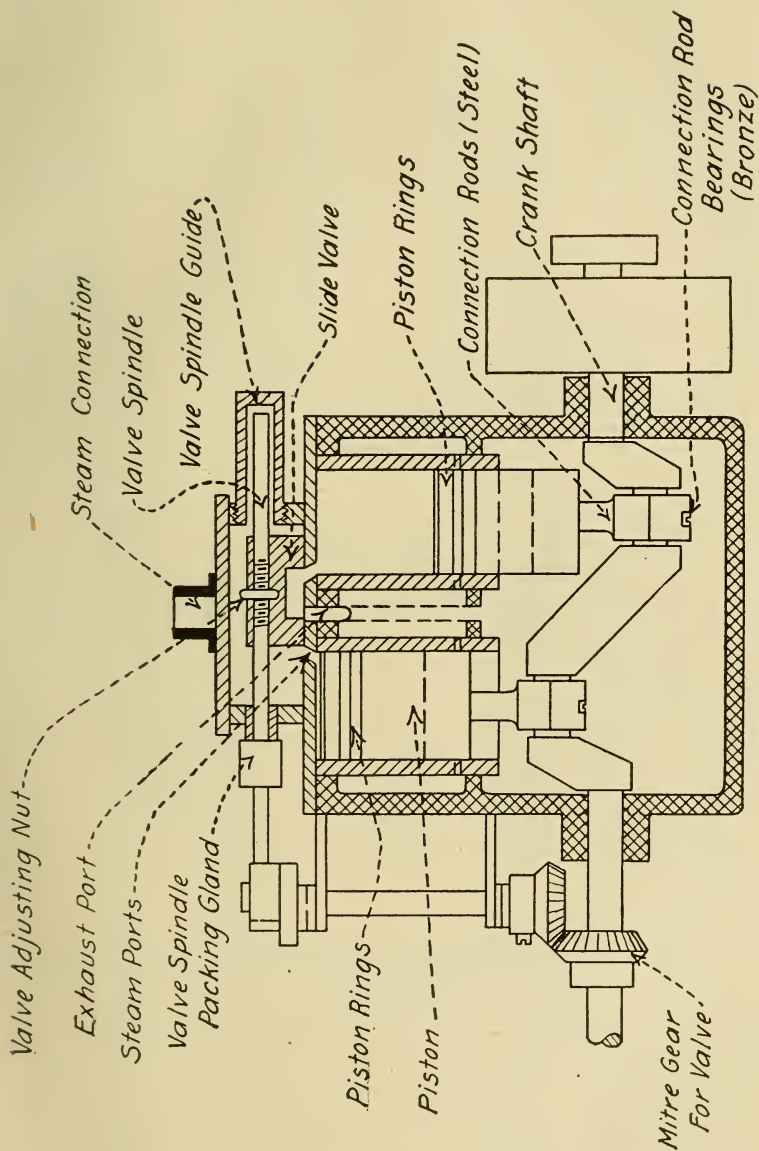 Steam Connection
Valve Spindle
Valve Spindle Guide
Slide Valve
Piston Rings
Connection Rods (Steel)
Crank Shaft
Connection Rod
Bearings
(Bronze)
Valve Adjusting Nut
Exhaust Port
Steam Ports
Valve Spindle
Packing Gland
Piston Rings
Piston
Mitre Gear
For Valve